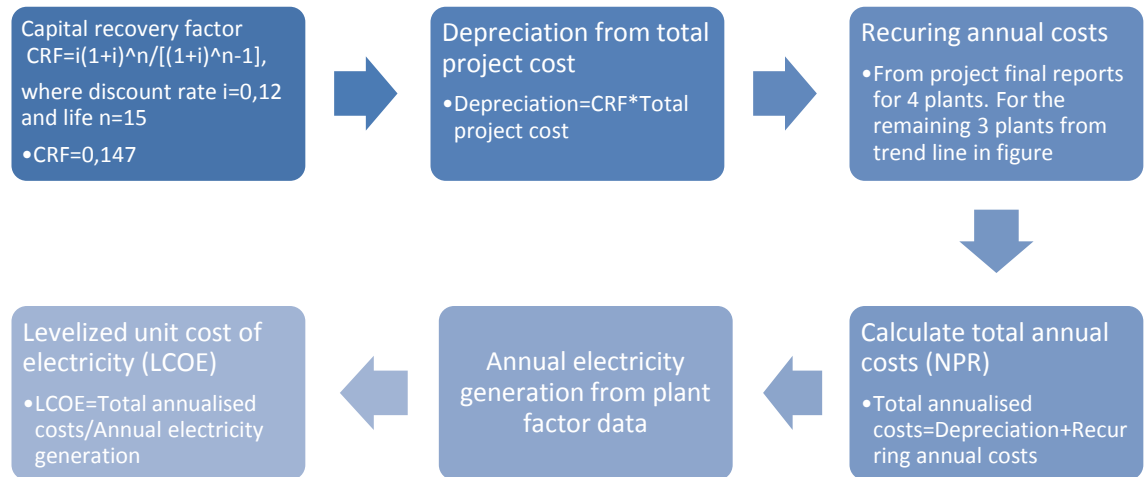 Capital recovery factor
CRF=i(1+i)^n/[(1+i)^n-1],
where discount rate i=0,12
and life n=15
•CRF=0,147
Depreciation from total
project cost
•Depreciation=CRF*Total
project cost
Recuring annual costs
•From project final reports
for 4 plants. For the
remaining 3 plants from
trend line in figure
Calculate total annual
costs (NPR)
•Total annualised
costs=Depreciation+Recur
ring annual costs
Annual electricity
generation from plant
factor data
Levelized unit cost of
electricity (LCOE)
•LCOE=Total annualised
costs/Annual electricity
generation